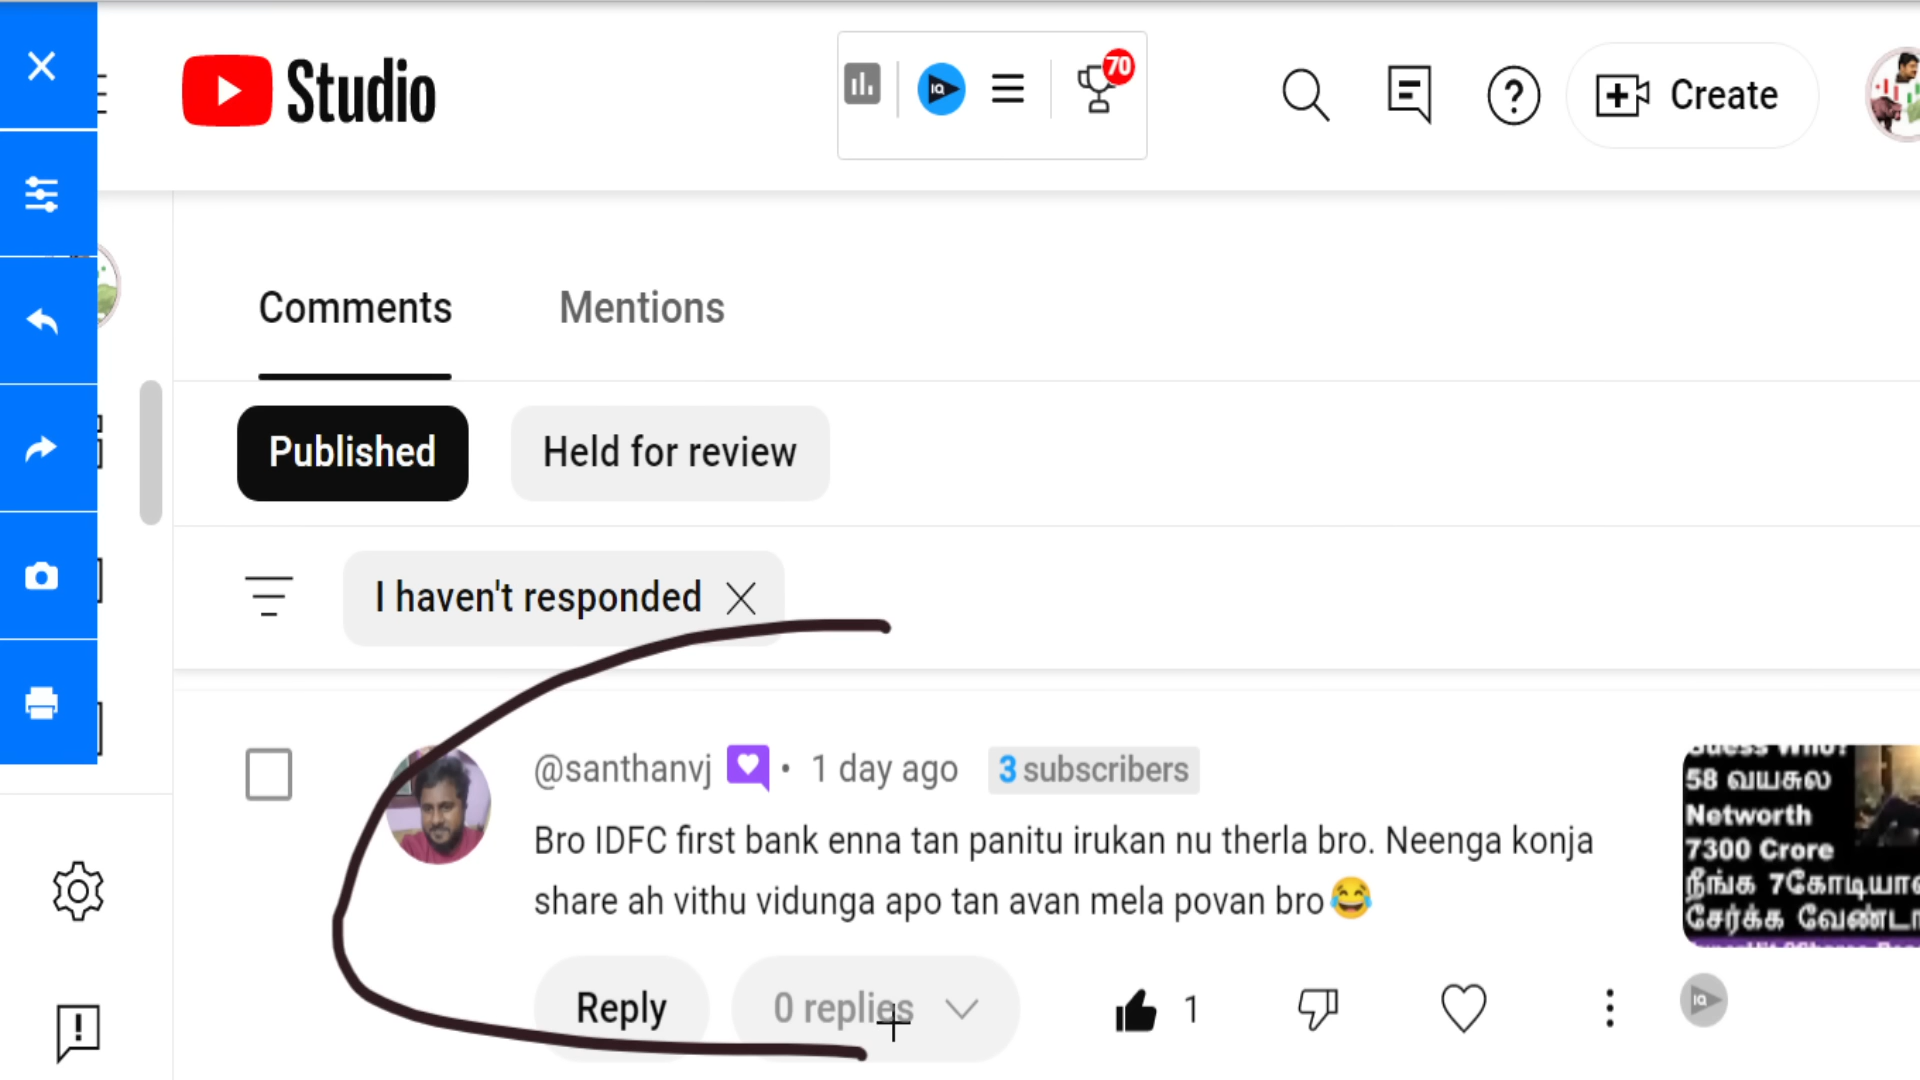 Studio
IQ
70
Create
Comments
Mentions
Published
Held for review
I haven't responded
@santhanvj • 1 day ago 3 subscribers
Bro IDFC first bank enna tan panitu irukan nu therla bro. Neenga konja
share ah vithu vidunga apo tan avan mela povan bro😂
Guess Who?
58 வயசுல
Networth
7300 Crore
நீங்க 7கோடியாவ
சேர்க்க வேண்டா
Reply
0 replies
1
IQ